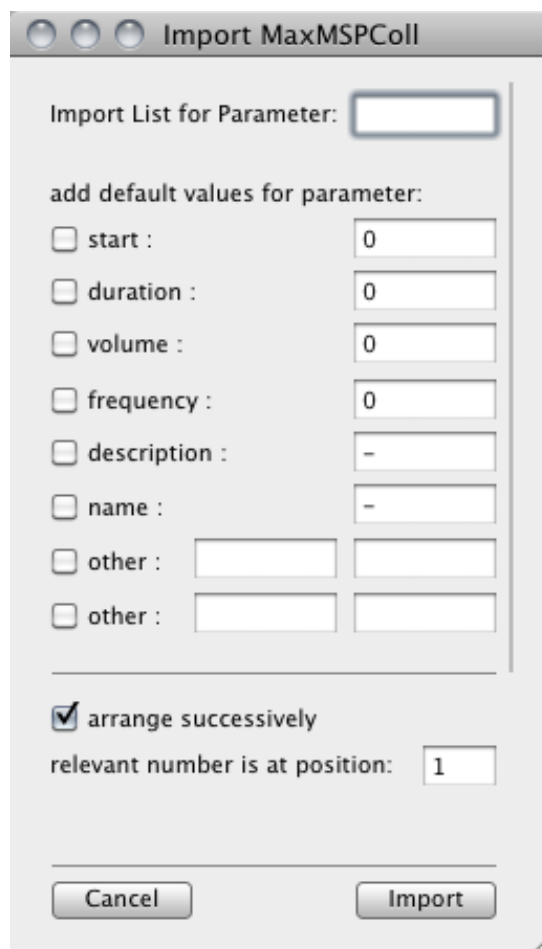 Import MaxMSPColl
Import List for Parameter:
add default values for parameter:
start : 0
duration : 0
volume : 0
frequency : 0
description : –
name : –
other :
other :
arrange successively
relevant number is at position: 1
Cancel Import